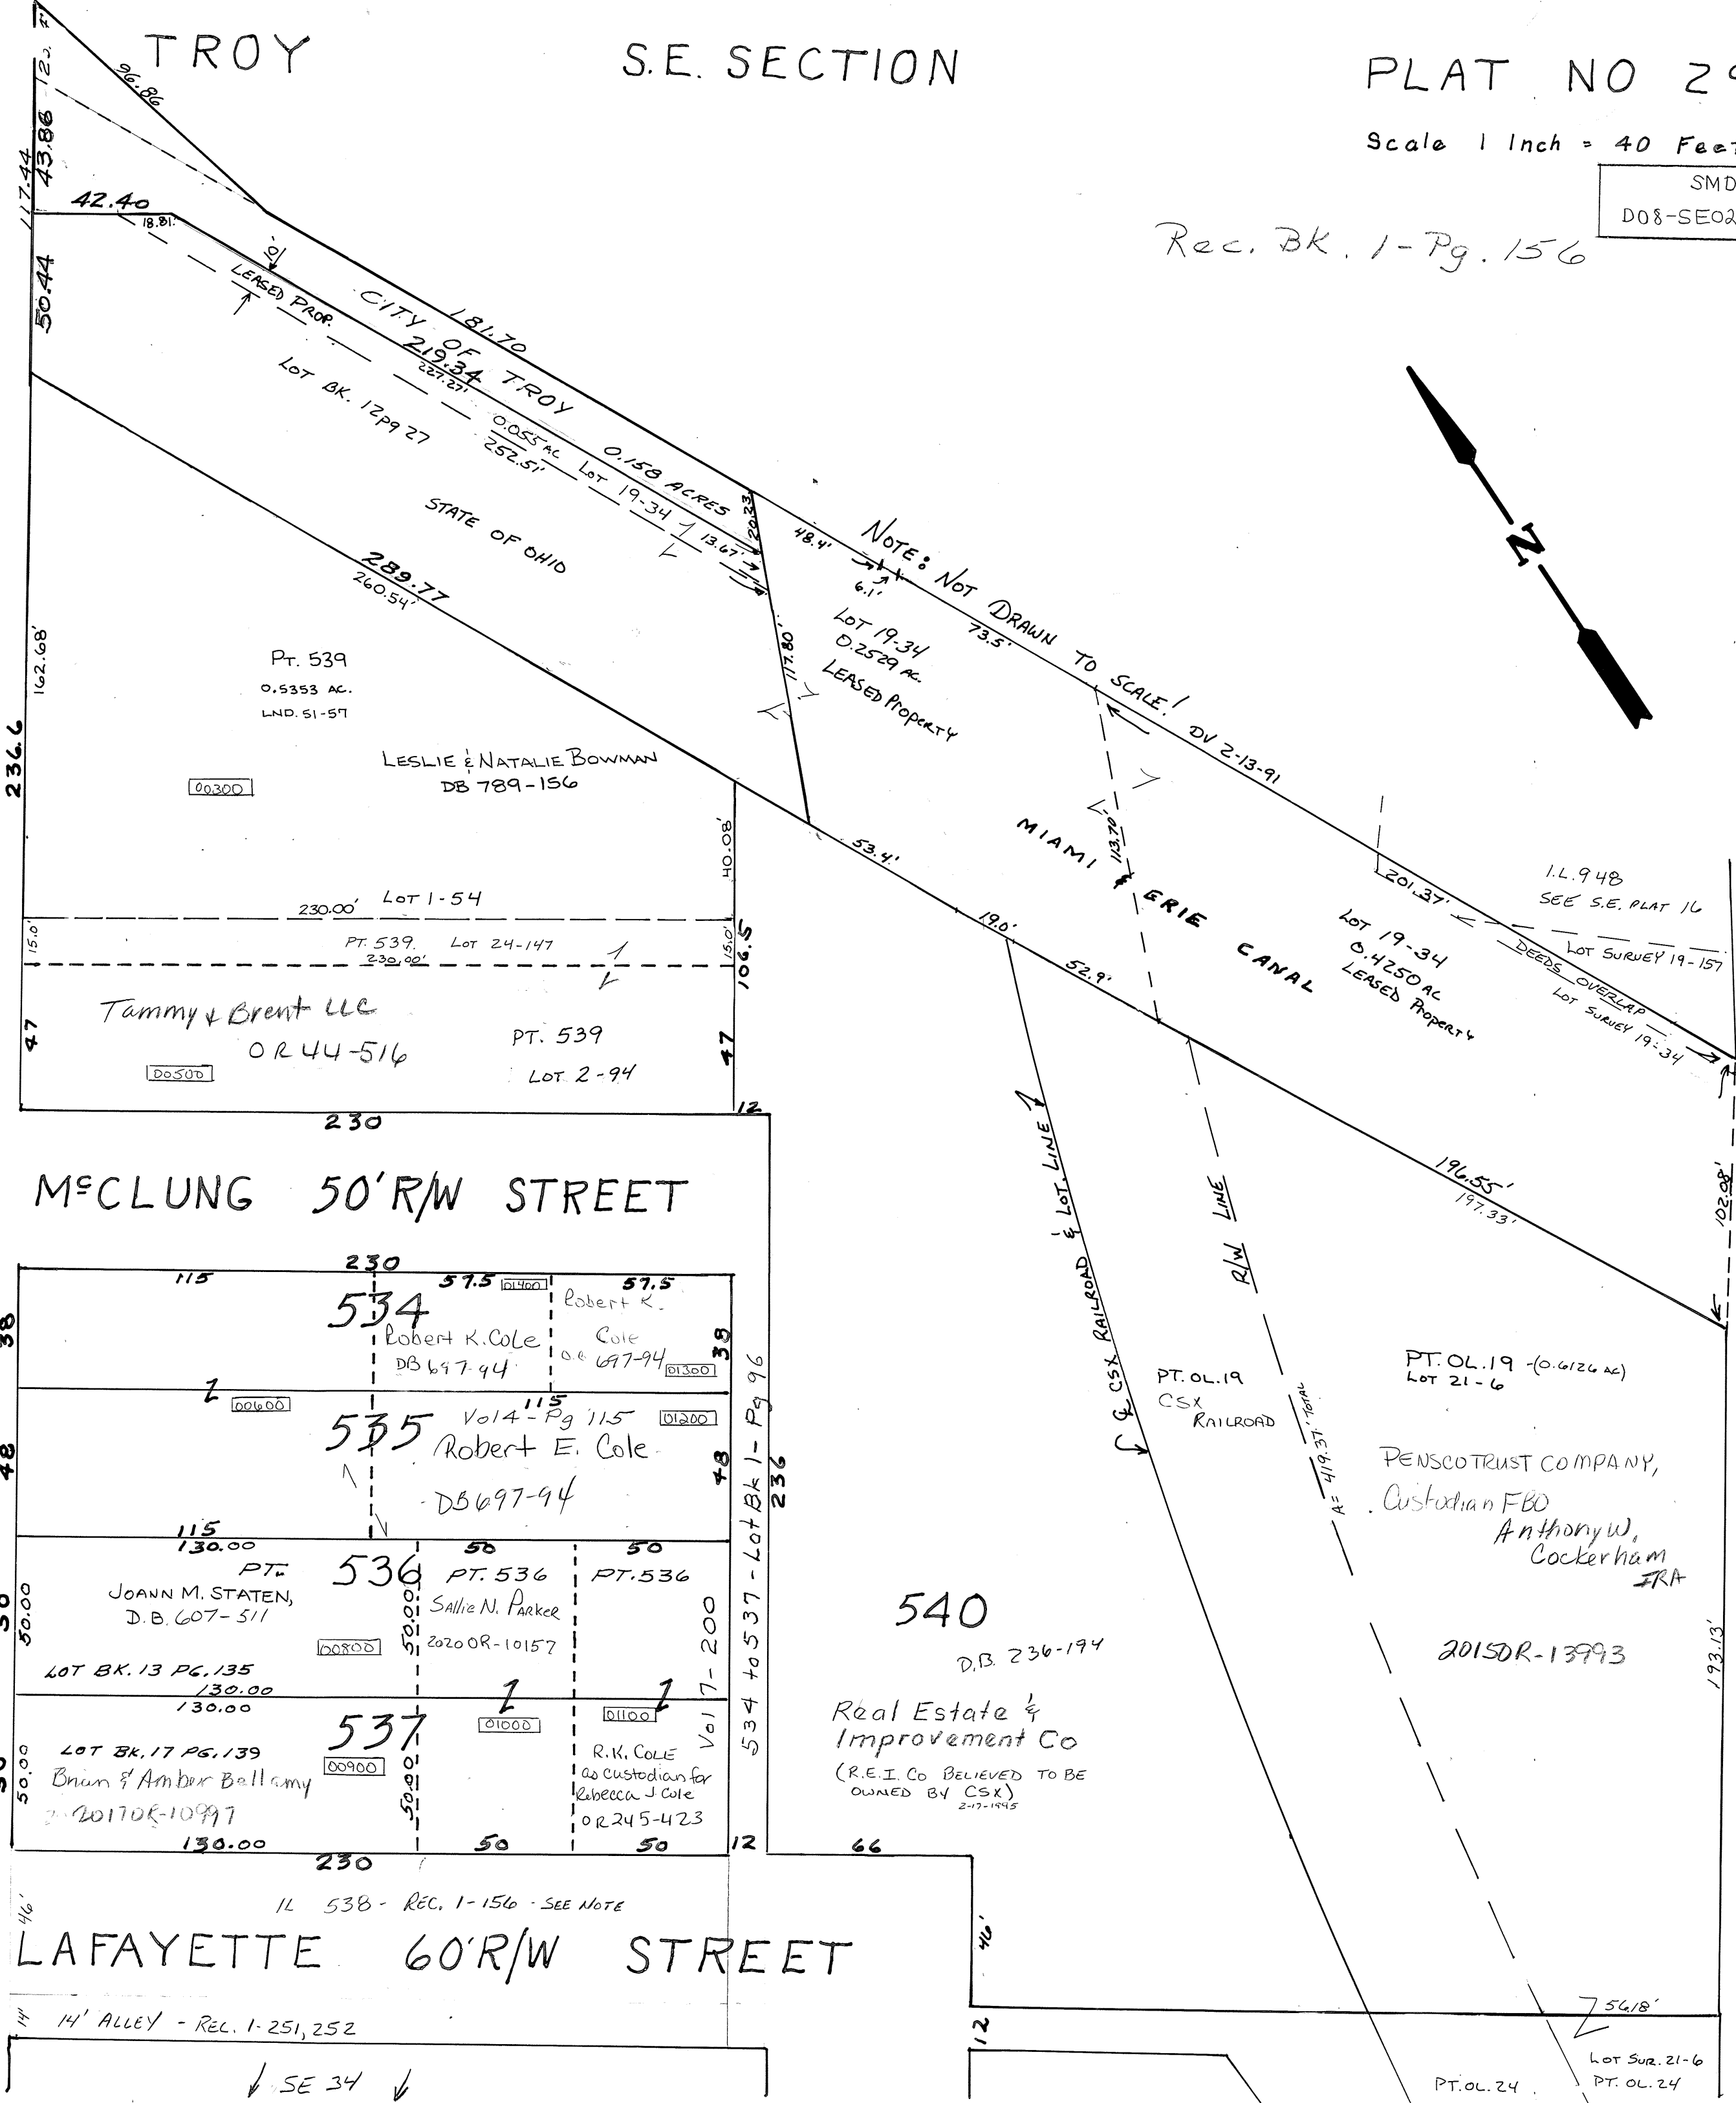 TROY
S.E. SECTION
PLAT NO 29
Scale 1 Inch = 40 Feet
SMD
D08-SE02
Rec. BK. 1-Pg. 156
96.86
43.86
117.44
42.40
18.81'
50.44
10'
LEASED PROP.
CITY OF TROY
181.70
219.34
227.27'
0.158 ACRES
LOT BK. 12 pg 27
0.055 AC LOT 19-34
252.51'
13.67'
20.23
STATE OF OHIO
289.77
260.54'
48.4'
6.1'
73.5'
NOTE: NOT DRAWN TO SCALE!
DV 2-13-91
LOT 19-34
0.2529 AC.
LEASED PropERTY
117.80'
N
162.68'
236.6
PT. 539
0.5353 AC.
LND. 51-57
LESLIE & NATALIE BOWMAN
DB 789-156
00300
40.08'
53.4'
19.0'
52.9'
113.70'
MIAMI & ERIE CANAL
201.37'
I.L. 948
SEE S.E. PLAT 16
LOT SURVEY 19-157
DEEDS OVERLAP
LOT SURVEY 19-34
LOT 19-34
0.4250 AC
LEASED PropERTY
LOT 1-54
230.00'
15.0'
PT. 539. LOT 24-147
230.00'
15.0'
106.5
Tammy & Brent LLC
OR 44-516
PT. 539
LOT 2-94
00500
47
47
12
230
196.55'
197.33'
102.08'
McCLUNG 50' R/W STREET
R/W LINE
℄ CSX RAILROAD & LOT LINE
230
115
57.5
01400
57.5
534
Robert K. Cole
DB 697-94
Robert K.
Cole
D.B. 697-94
01300
38
38
00600
115
535
Vol 4 - Pg 115
01200
Robert E. Cole
DB 697-94
48
48
115
534 to 537 - Lot Bk 1 - Pg 96
236
PT. OL. 19
CSX
RAILROAD
A= 419.37' TOTAL
PT. OL. 19 - (0.6126 AC)
LOT 21-6
PENSCO TRUST COMPANY,
Custodian FBO
Anthony W,
Cockerham
IRA
2015OR-13993
193.13'
130.00
50
50
PT. 536
JOANN M. STATEN,
D.B. 607-511
00800
50
50.00
50.00
LOT BK. 13 PG. 135
130.00
PT. 536
Sallie N. Parker
2020 OR-10157
PT. 536
Vol 7-200
540
D.B. 236-194
Real Estate &
Improvement Co
(R.E.I. Co BELIEVED TO BE
OWNED BY CSX)
2-17-1995
130.00
537
LOT BK. 17 PG. 139
00900
Brian & Amber Bellamy
2017OR-10997
50
50.00
50.00
01000
01100
R.K. COLE
as custodian for
Rebecca J Cole
OR 245-423
130.00
50
50
12
66
230
IL 538 - REC. 1-156 - SEE NOTE
46'
LAFAYETTE 60' R/W STREET
46'
14'
14' ALLEY - REC. 1-251, 252
12
SE 34
56.18'
LOT SUR. 21-6
PT. OL. 24
PT. OL. 24